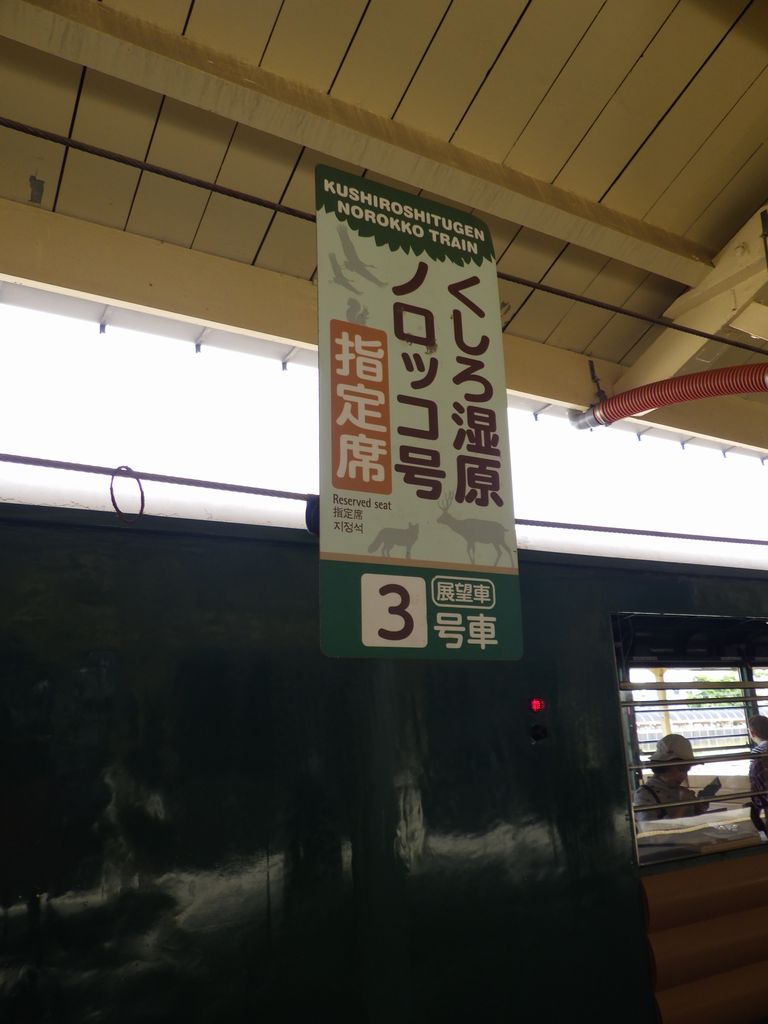 KUSHIROSHITUGEN
NOROKKO TRAIN
くしろ湿原
ノロッコ号
指定席
Reserved seat
指定席
지정석
3
展望車
号車